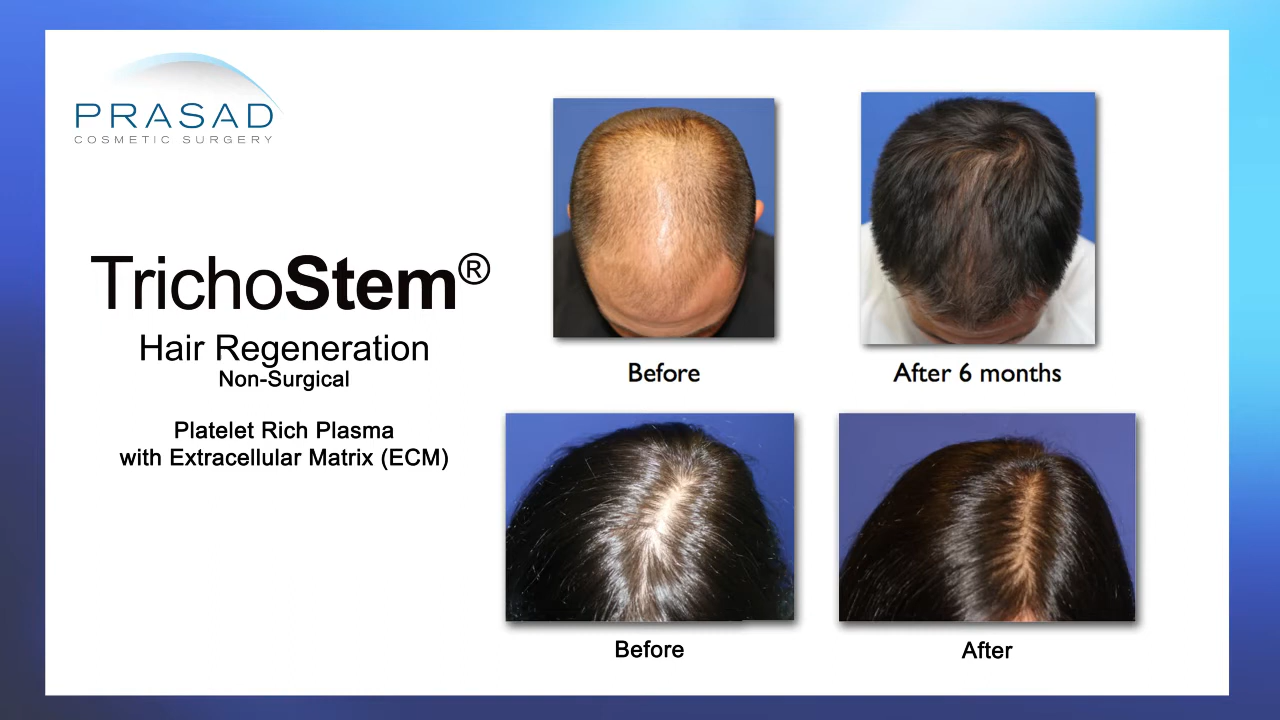 PRASAD
COSMETIC SURGERY
TrichoStem®
Hair Regeneration
Non-Surgical
Platelet Rich Plasma
with Extracellular Matrix (ECM)
Before
After 6 months
Before
After